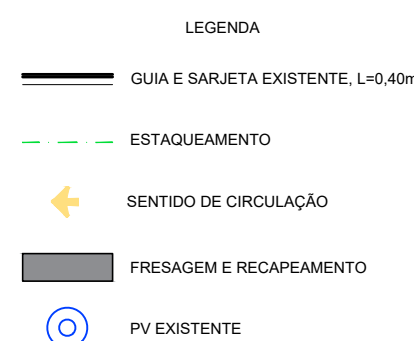 LEGENDA
GUIA E SARJETA EXISTENTE, L=0,40m
ESTAQUEAMENTO
SENTIDO DE CIRCULAÇÃO
FRESAGEM E RECAPEAMENTO
PV EXISTENTE